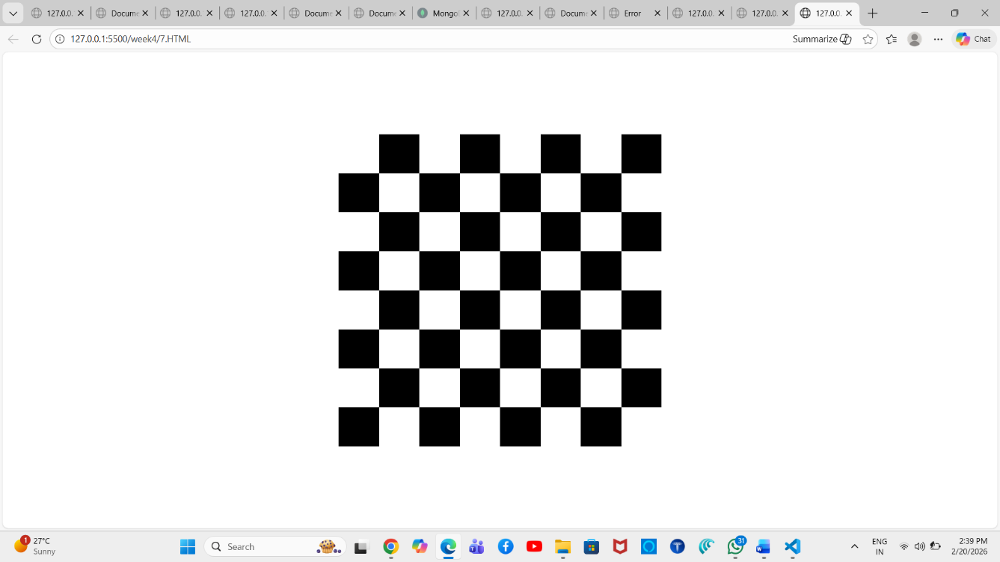 127.0.0.
Docume
127.0.0.
127.0.0.
Docume
Docume
MongoD
127.0.0.
Docume
Error
127.0.0.
127.0.0.
127.0.0.
127.0.0.1:5500/week4/7.HTML
Summarize
Chat
1
27°C
Sunny
Search
31
ENG
IN
2:39 PM
2/20/2026